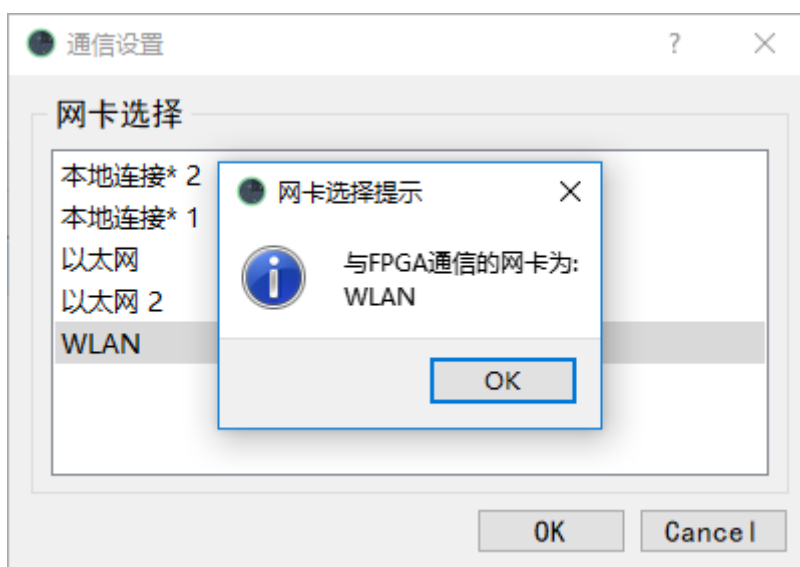 通信设置
?
网卡选择
本地连接* 2
本地连接* 1
以太网
以太网 2
WLAN
网卡选择提示
与FPGA通信的网卡为:
WLAN
OK
OK
Cancel